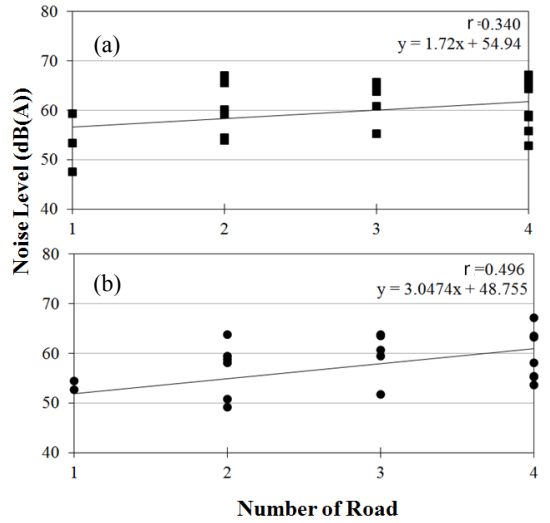 (a)
r=0.340
y = 1.72x + 54.94
80
70
60
50
40
1 2 3 4
(b)
r=0.496
y = 3.0474x + 48.755
80
70
60
50
40
1 2 3 4
Noise Level (dB(A))
Number of Road